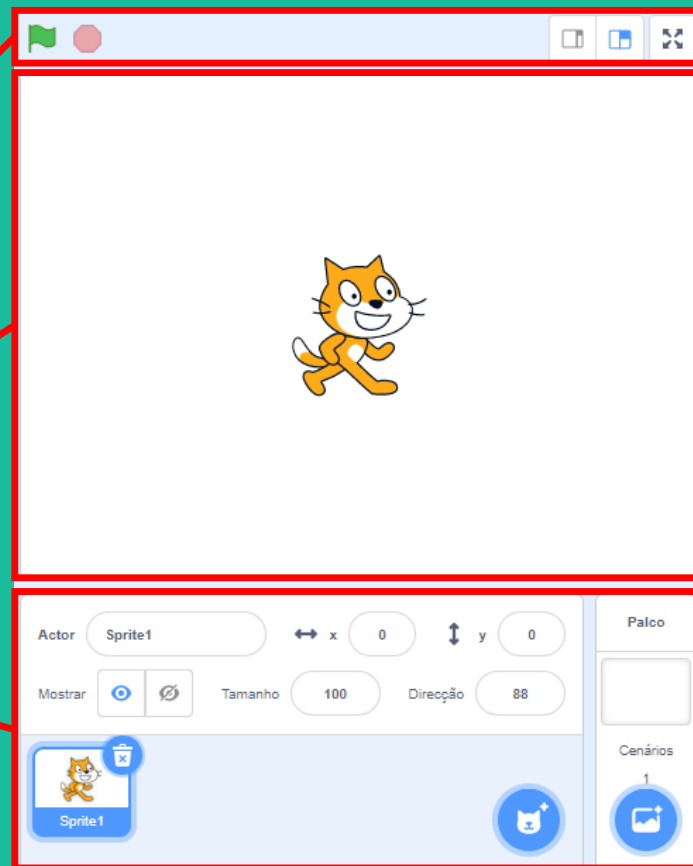 Actor Sprite1 x 0 y 0
Mostrar Tamanho 100 Direcção 88
Sprite1
Palco
Cenários
1